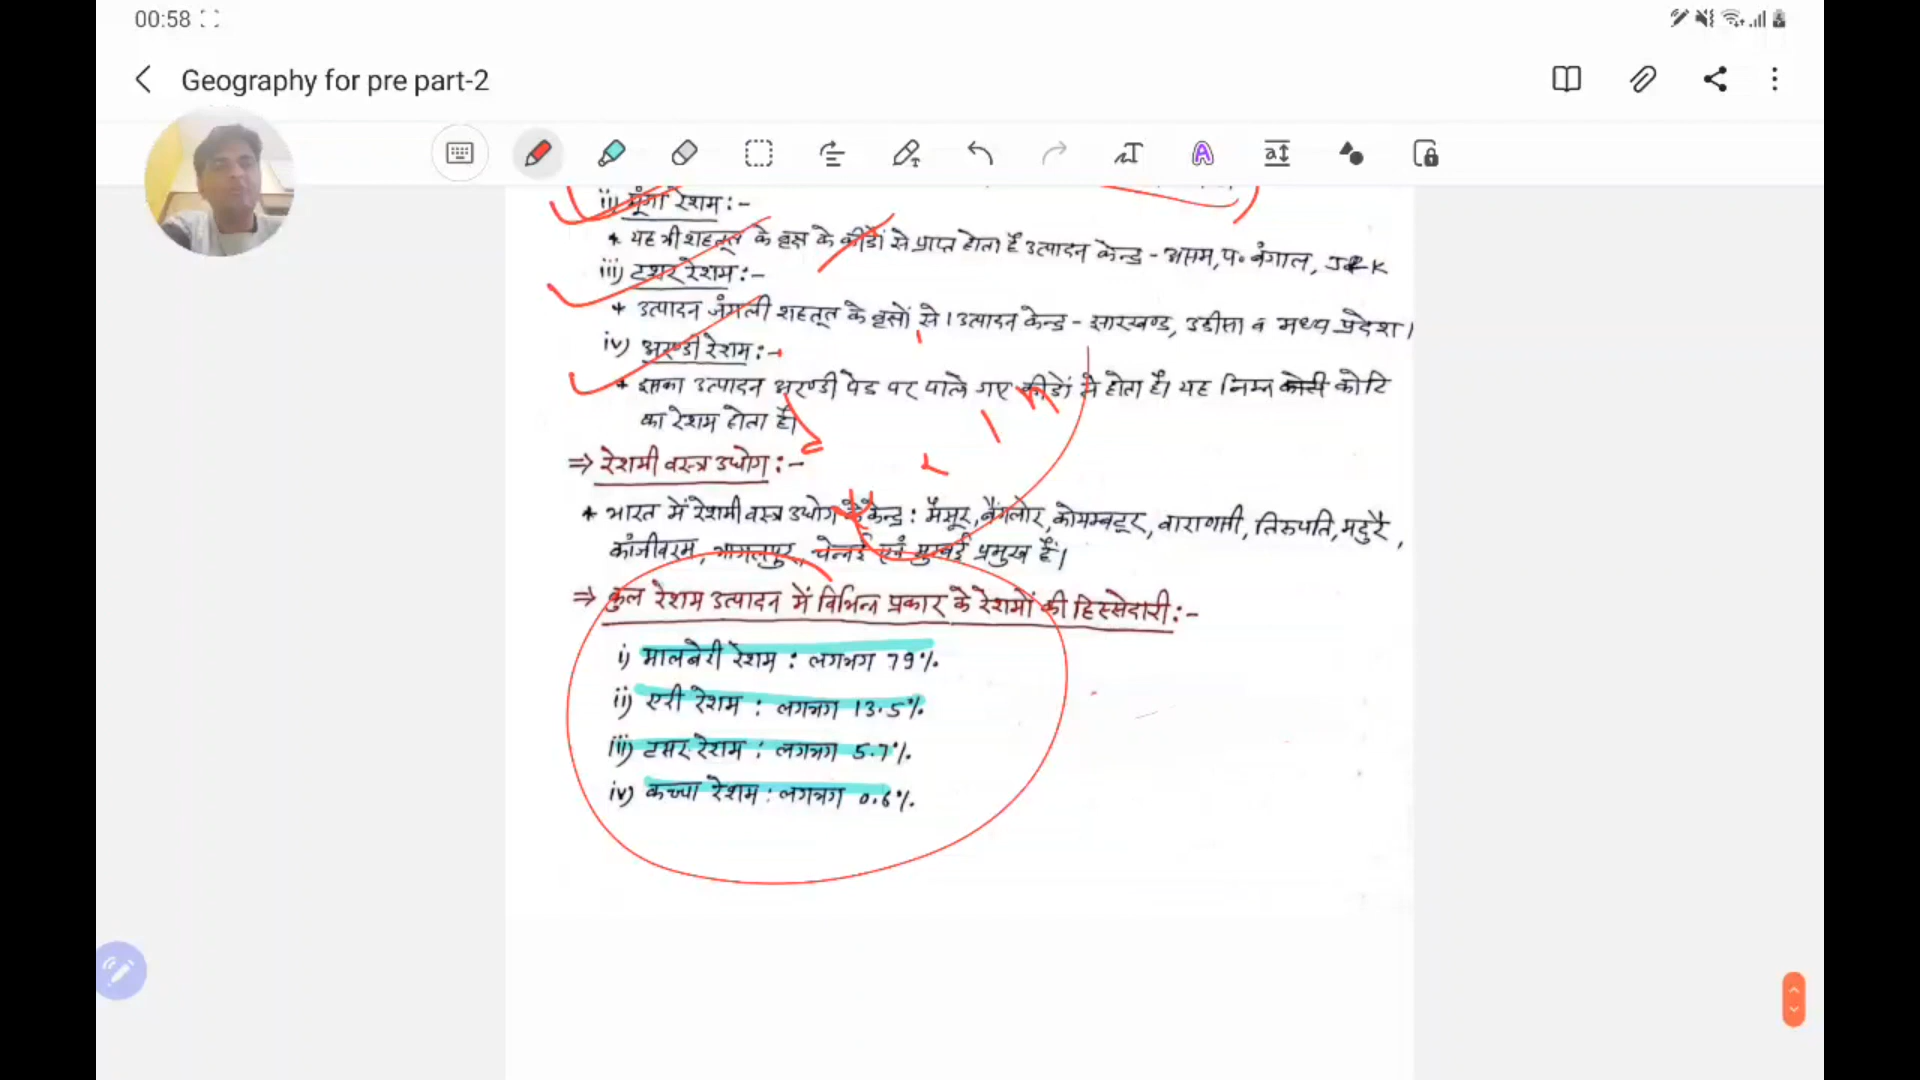 00:58
Geography for pre part-2
ii) मूंगा रेशम :-
* यह भी शहतूत के वृक्ष के कीडों से प्राप्त होता है उत्पादन केन्द्र - असम, प॰ बंगाल, J&K
iii) टशर रेशम :-
* उत्पादन जंगली शहतूत के वृक्षों से । उत्पादन केन्द्र - झारखण्ड, उडीसा व मध्य प्रदेश ।
iv) अरण्डी रेशम :-
* इसका उत्पादन अरण्डी पेड पर पाले गए कीडों से होता है। यह निम्न कोटि
का रेशम होता है।
⇒ रेशमी वस्त्र उद्योग :-
* भारत में रेशमी वस्त्र उद्योग के केन्द्र : मैसूर, बैंगलोर, कोयम्बटूर, वाराणसी, तिरुपति, मदुरै,
कांजीवरम, भागलपुर, चेन्नई एवं मुम्बई प्रमुख हैं।
⇒ कुल रेशम उत्पादन में विभिन्न प्रकार के रेशमों की हिस्सेदारी :-
i) मालबेरी रेशम : लगभग 79%.
ii) एरी रेशम : लगभग 13.5%.
iii) टसर रेशम : लगभग 5.7%.
iv) कच्चा रेशम : लगभग 0.6%.